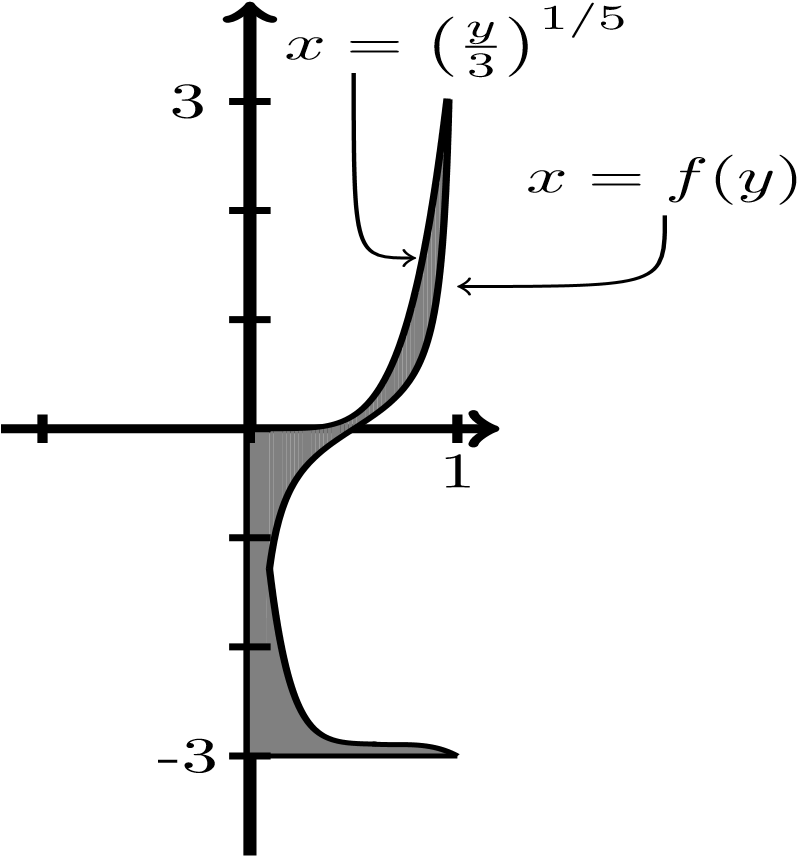 x = (y/3)^{1/5}
3
x = f(y)
1
-3